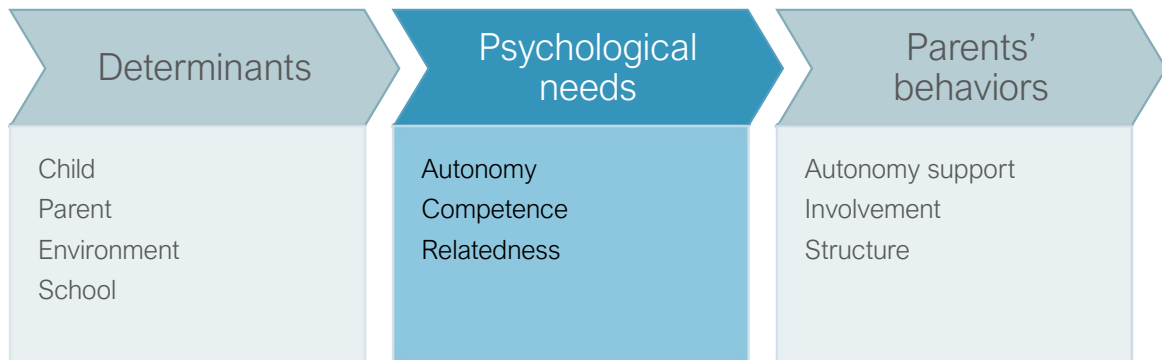 Determinants
Child
Parent
Environment
School
Psychological
needs
Autonomy
Competence
Relatedness
Parents’
behaviors
Autonomy support
Involvement
Structure